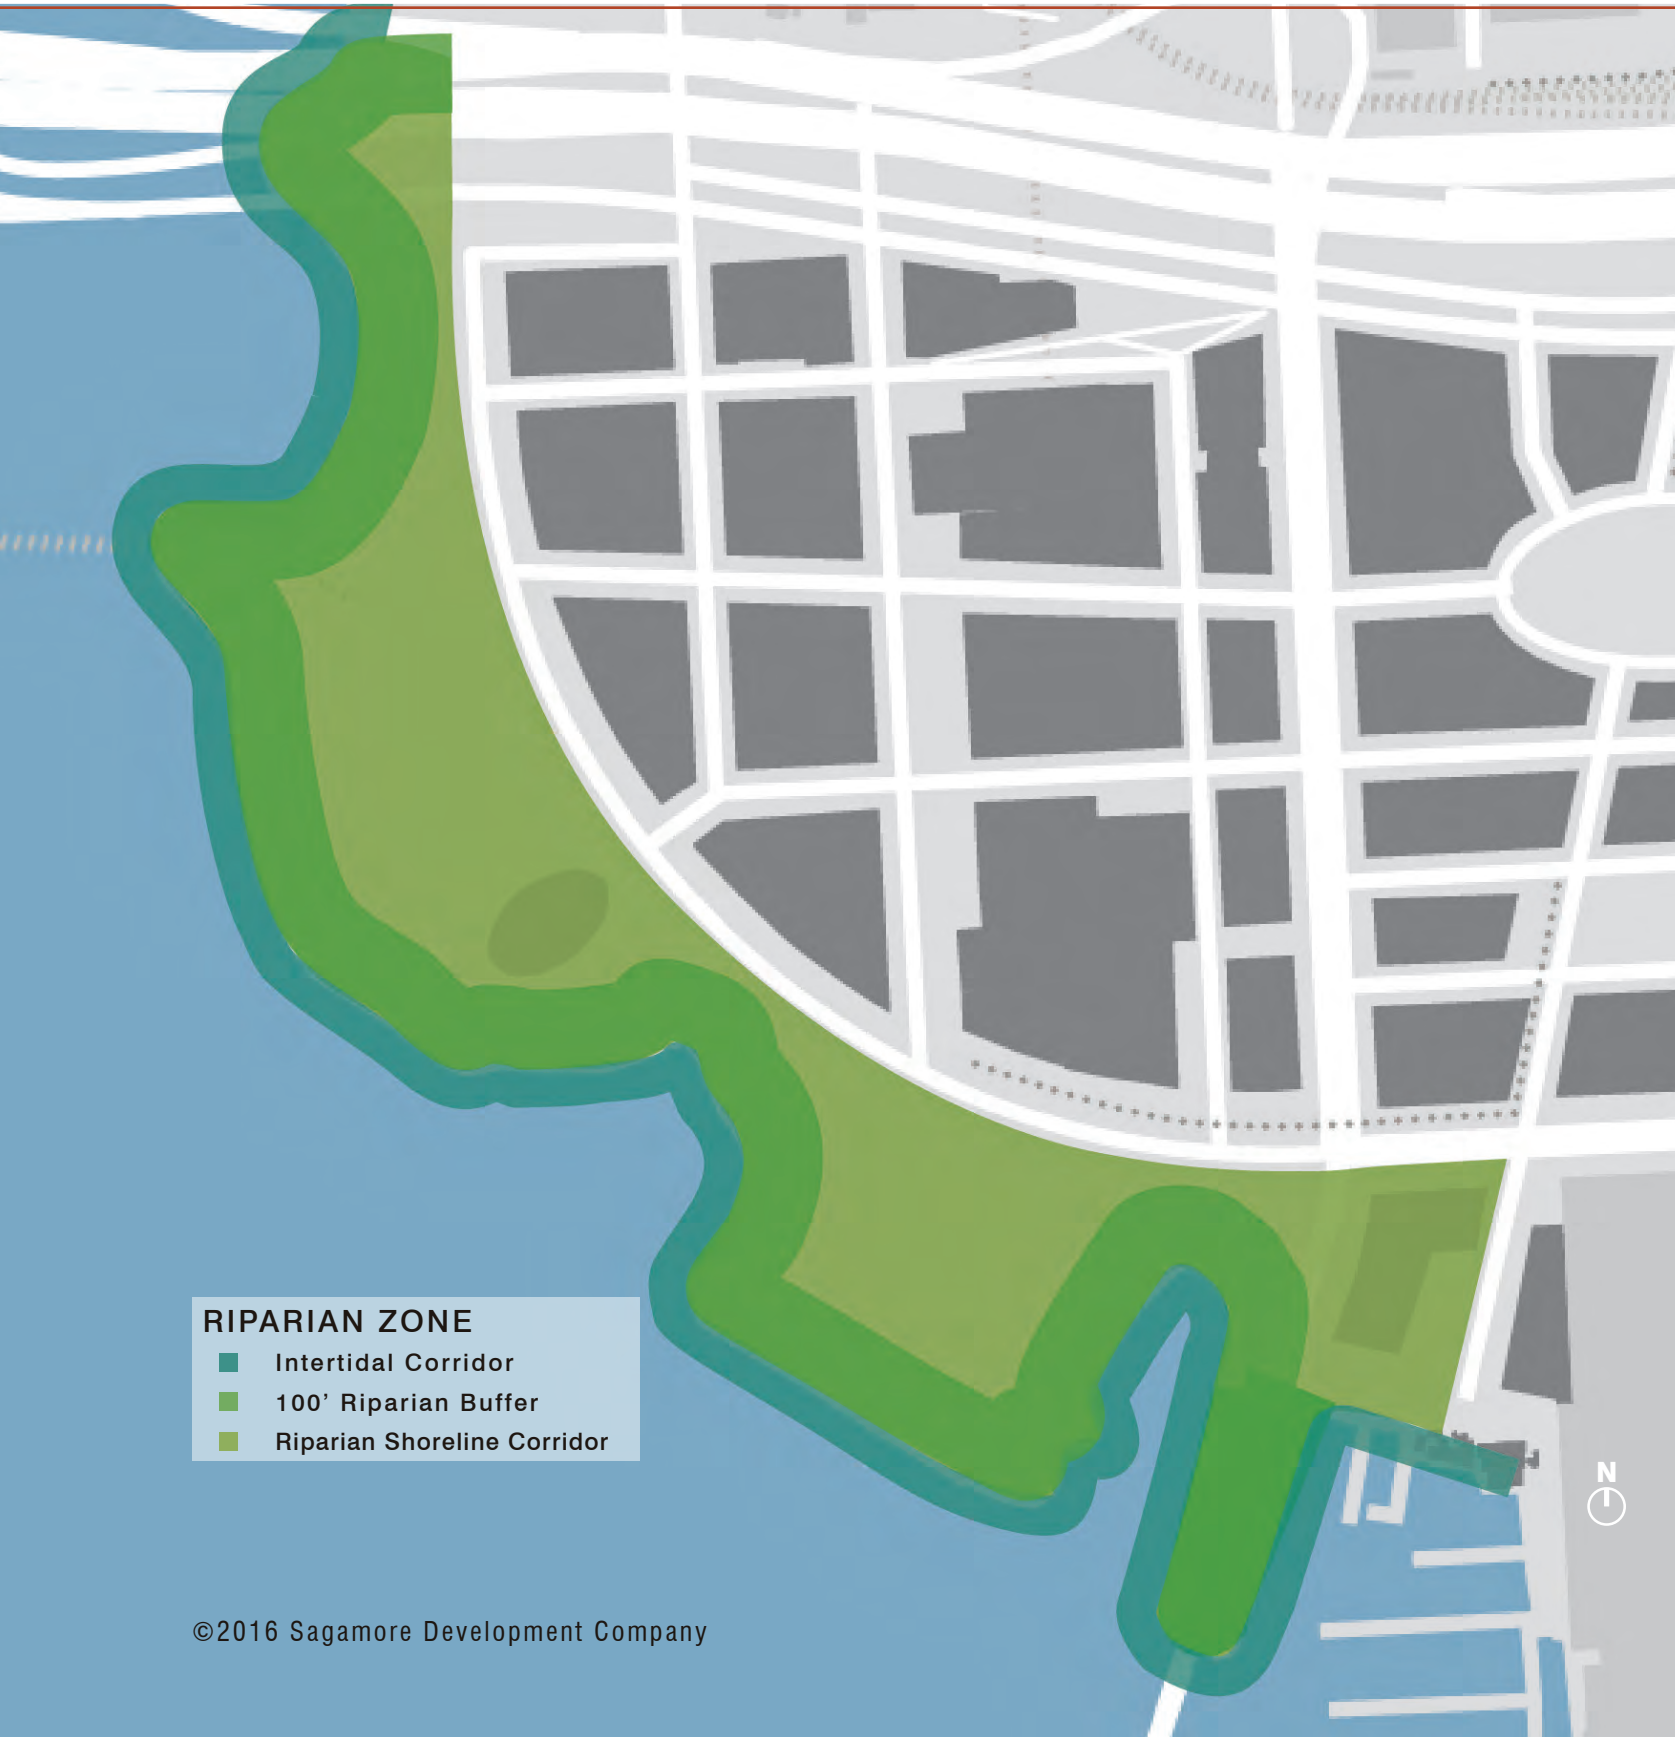 RIPARIAN ZONE
Intertidal Corridor
100’ Riparian Buffer
Riparian Shoreline Corridor
N
©2016 Sagamore Development Company